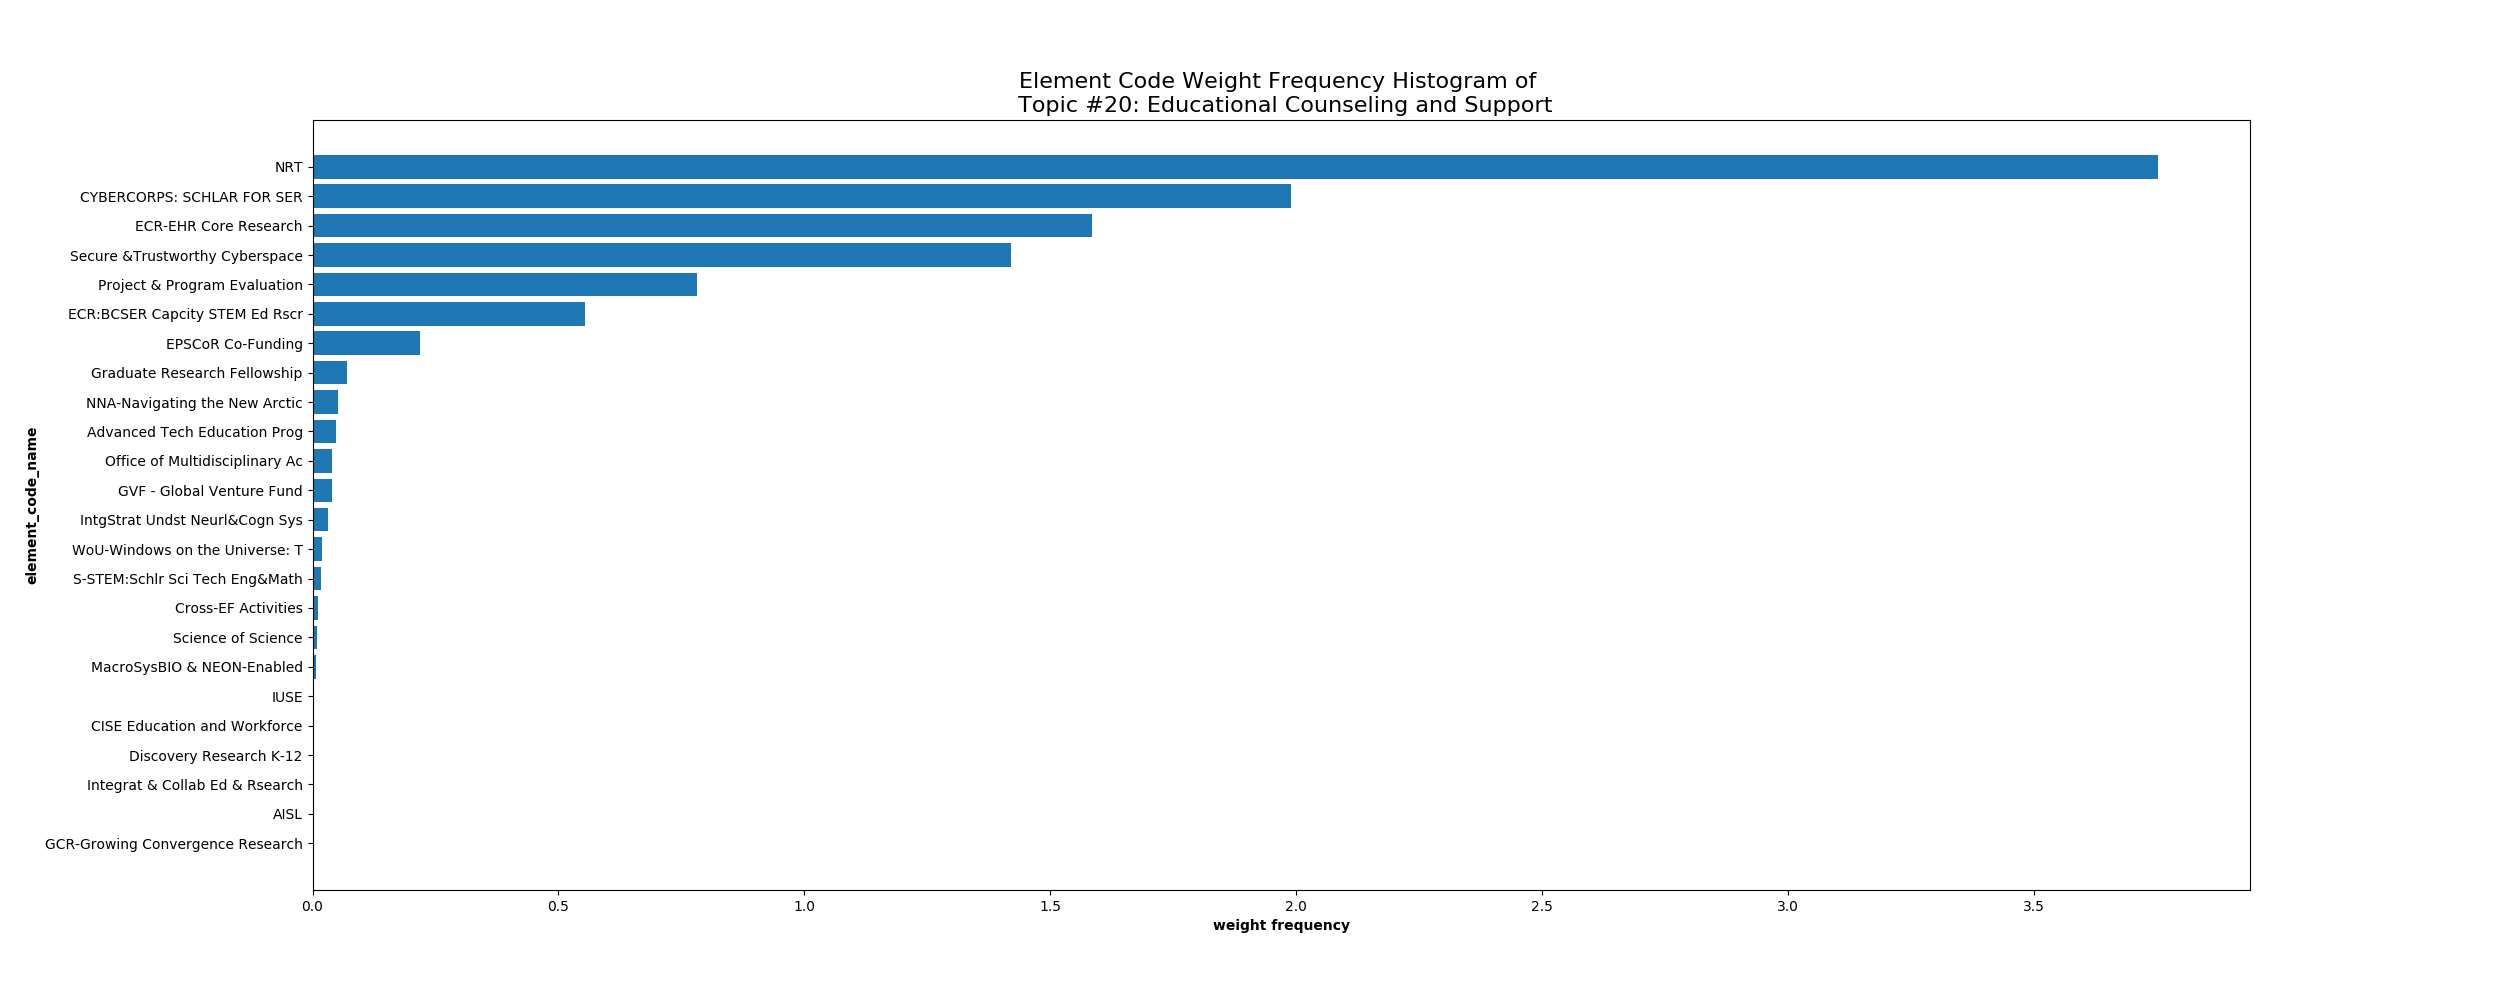 Element Code Weight Frequency Histogram of
Topic #20: Educational Counseling and Support
element_code_name
NRT
CYBERCORPS: SCHLAR FOR SER
ECR-EHR Core Research
Secure &Trustworthy Cyberspace
Project & Program Evaluation
ECR:BCSER Capcity STEM Ed Rscr
EPSCoR Co-Funding
Graduate Research Fellowship
NNA-Navigating the New Arctic
Advanced Tech Education Prog
Office of Multidisciplinary Ac
GVF - Global Venture Fund
IntgStrat Undst Neurl&Cogn Sys
WoU-Windows on the Universe: T
S-STEM:Schlr Sci Tech Eng&Math
Cross-EF Activities
Science of Science
MacroSysBIO & NEON-Enabled
IUSE
CISE Education and Workforce
Discovery Research K-12
Integrat & Collab Ed & Rsearch
AISL
GCR-Growing Convergence Research
0.0 0.5 1.0 1.5 2.0 2.5 3.0 3.5
weight frequency